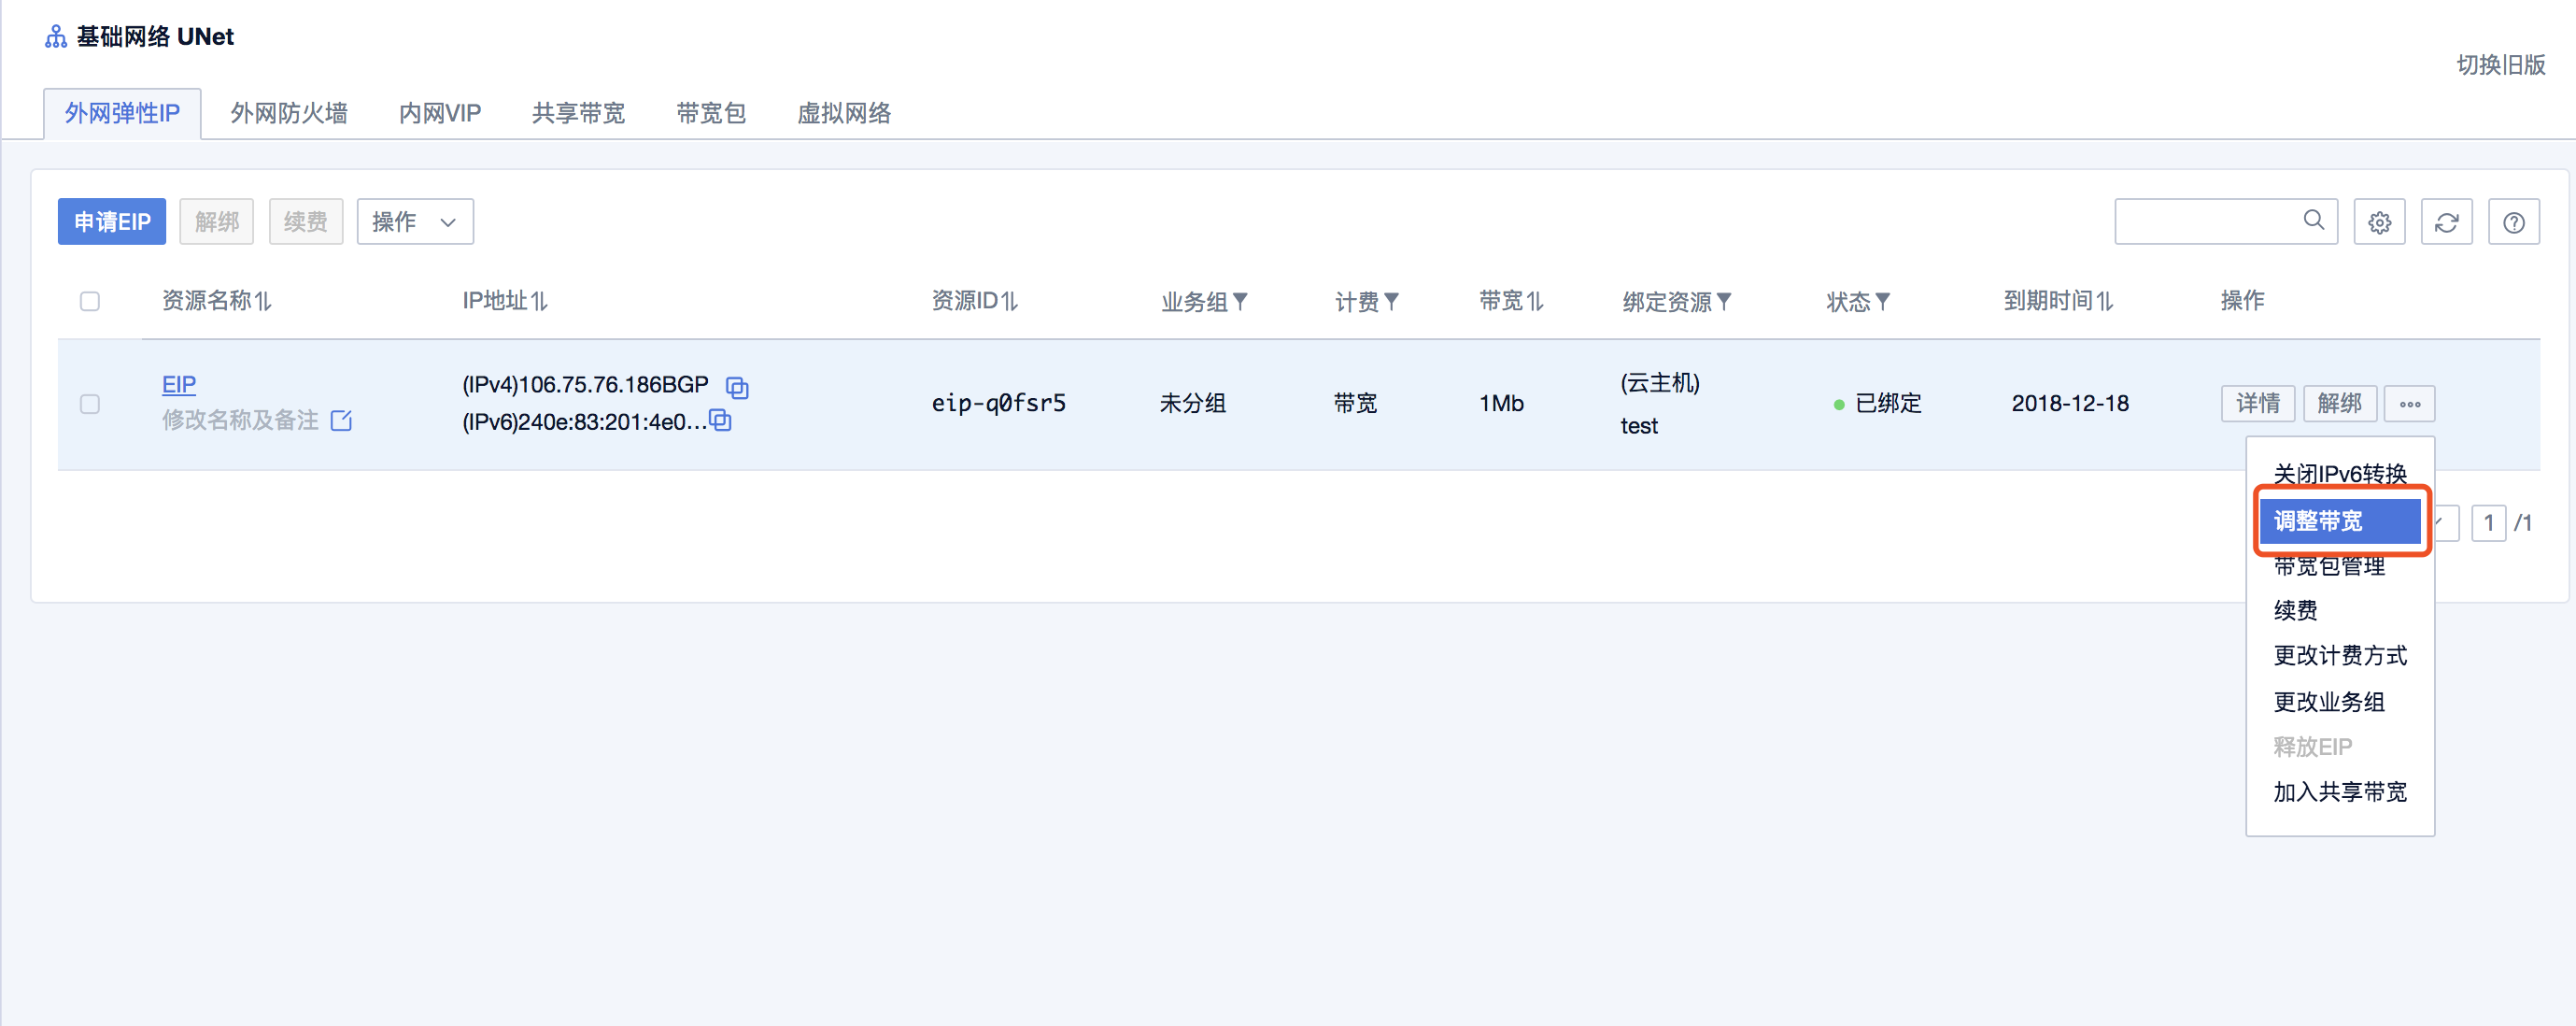 基础网络 UNet
切换旧版
外网弹性IP 外网防火墙 内网VIP 共享带宽 带宽包 虚拟网络
申请EIP 解绑 续费 操作
资源名称 IP地址 资源ID 业务组 计费 带宽 绑定资源 状态 到期时间 操作
EIP (IPv4)106.75.76.186BGP (云主机)
修改名称及备注 (IPv6)240e:83:201:4e0... eip-q0fsr5 未分组 带宽 1Mb test 已绑定 2018-12-18 详情 解绑
关闭IPv6转换
调整带宽 1 /1
带宽包管理
续费
更改计费方式
更改业务组
释放EIP
加入共享带宽